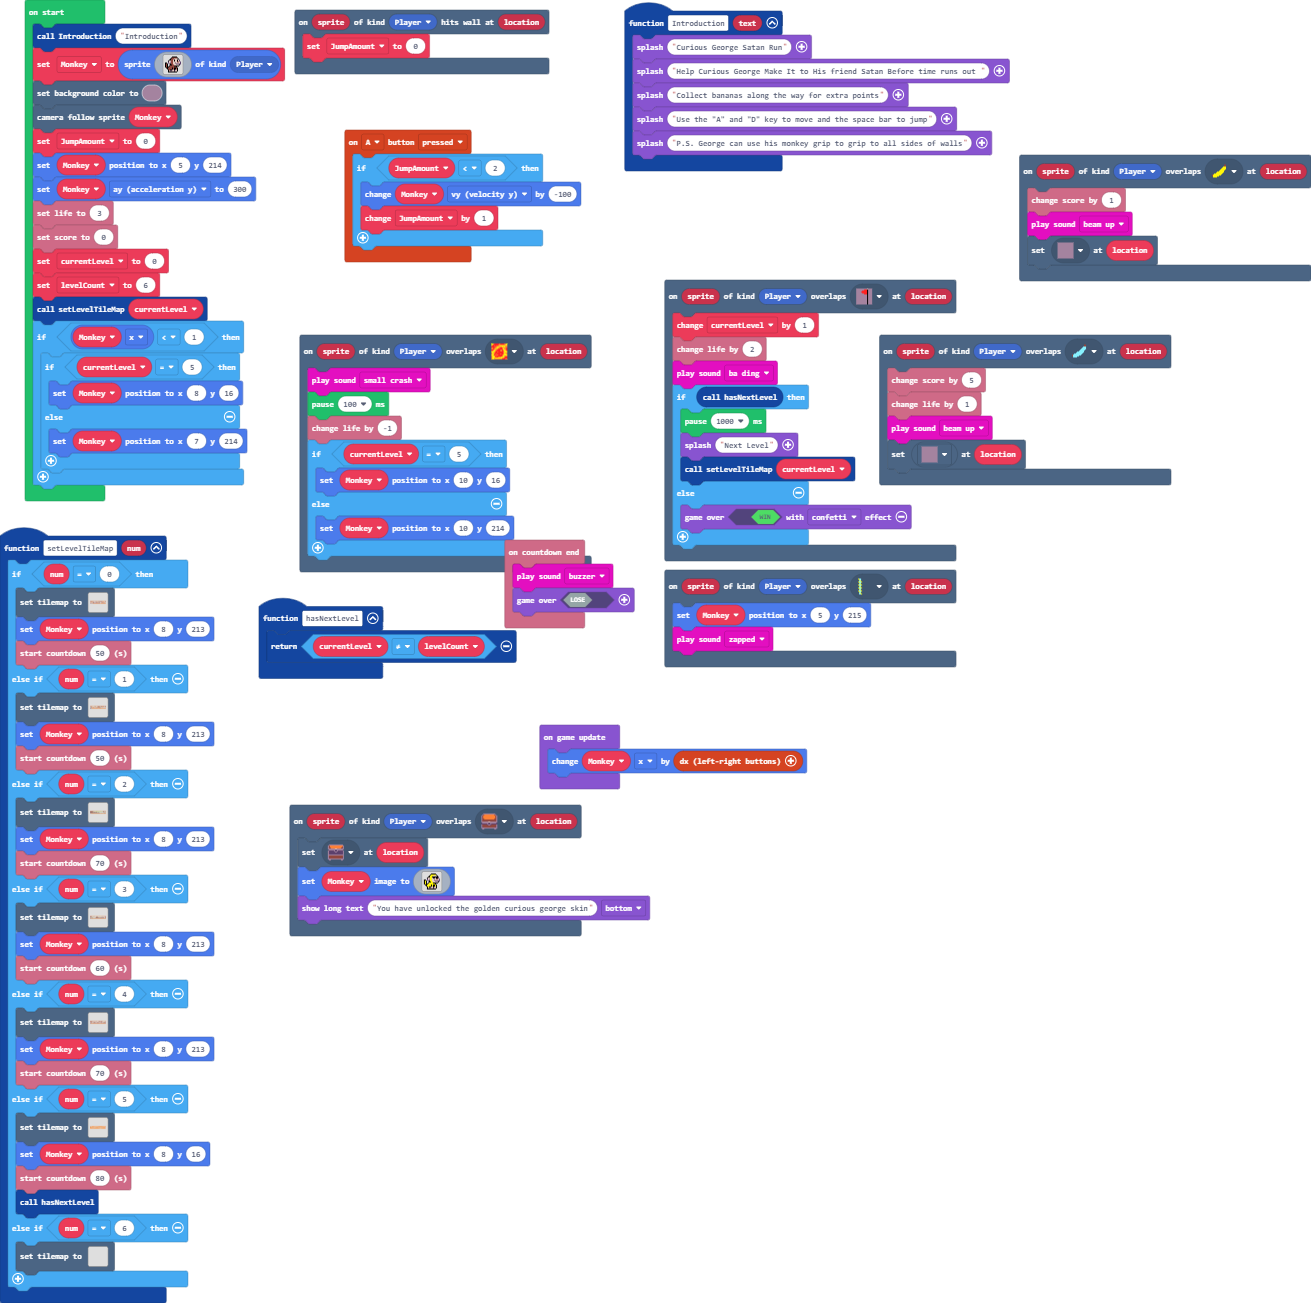 on start
call Introduction "Introduction"
set Monkey to sprite of kind Player
set background color to
camera follow sprite Monkey
set JumpAmount to 0
set Monkey position to x 5 y 214
set Monkey ay (acceleration y) to 300
set life to 3
set score to 0
set currentLevel to 0
set levelCount to 6
call setLevelTileMap currentLevel
if Monkey x < 1 then
if currentLevel = 5 then
set Monkey position to x 8 y 16
else
set Monkey position to x 7 y 214
on sprite of kind Player hits wall at location
set JumpAmount to 0
on A button pressed
if JumpAmount < 2 then
change Monkey vy (velocity y) by -100
change JumpAmount by 1
function Introduction text
splash "Curious George Satan Run"
splash "Help Curious George Make It to His friend Satan Before time runs out "
splash "Collect bananas along the way for extra points"
splash "Use the "A" and "D" key to move and the space bar to jump"
splash "P.S. George can use his monkey grip to grip to all sides of walls"
on sprite of kind Player overlaps at location
change score by 1
play sound beam up
set at location
on sprite of kind Player overlaps at location
change currentLevel by 1
change life by 2
play sound ba ding
if call hasNextLevel then
pause 1000 ms
splash "Next Level"
call setLevelTileMap currentLevel
else
game over WIN with confetti effect
on sprite of kind Player overlaps at location
change score by 5
change life by 1
play sound beam up
set at location
on sprite of kind Player overlaps at location
play sound small crash
pause 100 ms
change life by -1
if currentLevel = 5 then
set Monkey position to x 10 y 16
else
set Monkey position to x 10 y 214
on countdown end
play sound buzzer
game over LOSE
on sprite of kind Player overlaps at location
set Monkey position to x 5 y 215
play sound zapped
function hasNextLevel
return currentLevel ≠ levelCount
on game update
change Monkey x by dx (left-right buttons)
on sprite of kind Player overlaps at location
set at location
set Monkey image to
show long text "You have unlocked the golden curious george skin" bottom
function setLevelTileMap num
if num = 0 then
set tilemap to
set Monkey position to x 8 y 213
start countdown 50 (s)
else if num = 1 then
set tilemap to
set Monkey position to x 8 y 213
start countdown 50 (s)
else if num = 2 then
set tilemap to
set Monkey position to x 8 y 213
start countdown 70 (s)
else if num = 3 then
set tilemap to
set Monkey position to x 8 y 213
start countdown 60 (s)
else if num = 4 then
set tilemap to
set Monkey position to x 8 y 213
start countdown 70 (s)
else if num = 5 then
set tilemap to
set Monkey position to x 8 y 16
start countdown 80 (s)
call hasNextLevel
else if num = 6 then
set tilemap to